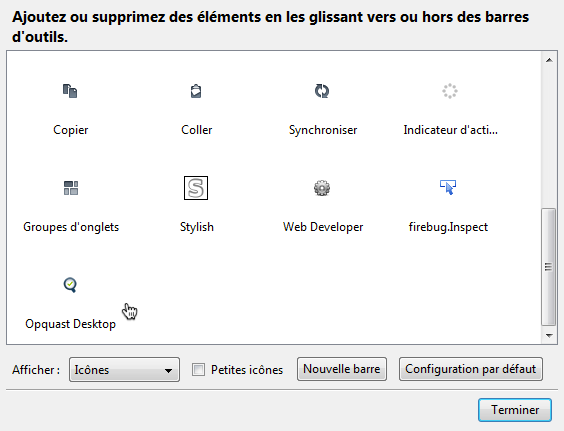 Ajoutez ou supprimez des éléments en les glissant vers ou hors des barres
d'outils.
Copier
Coller
Synchroniser
Indicateur d'acti...
Groupes d'onglets
S
Stylish
Web Developer
firebug.Inspect
Opquast Desktop
Afficher :
Icônes
Petites icônes
Nouvelle barre
Configuration par défaut
Terminer